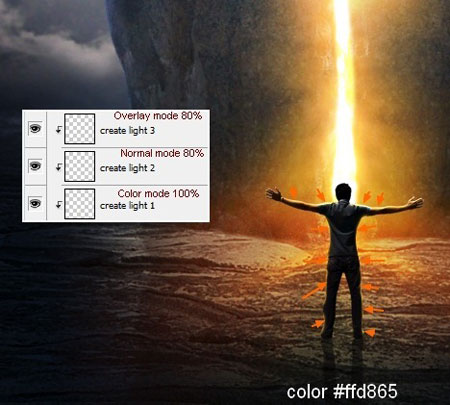 Overlay mode 80%
create light 3
Normal mode 80%
create light 2
Color mode 100%
create light 1
color #ffd865